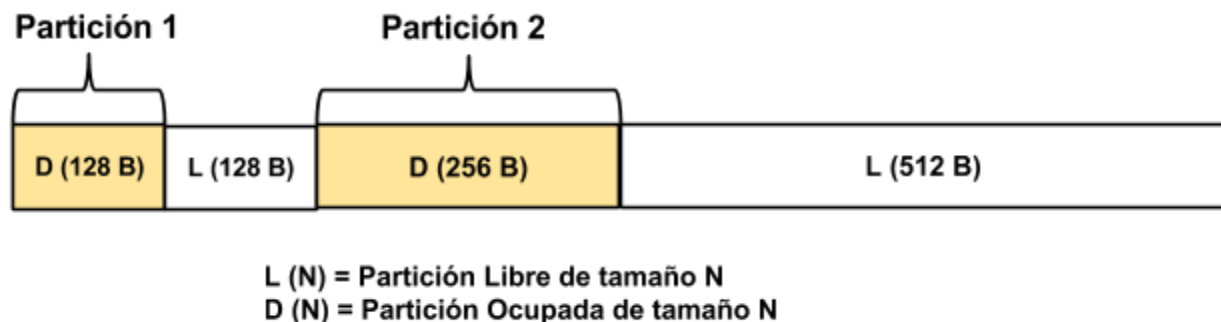 Partición 1 Partición 2
D (128 B) L (128 B) D (256 B) L (512 B)
L (N) = Partición Libre de tamaño N
D (N) = Partición Ocupada de tamaño N